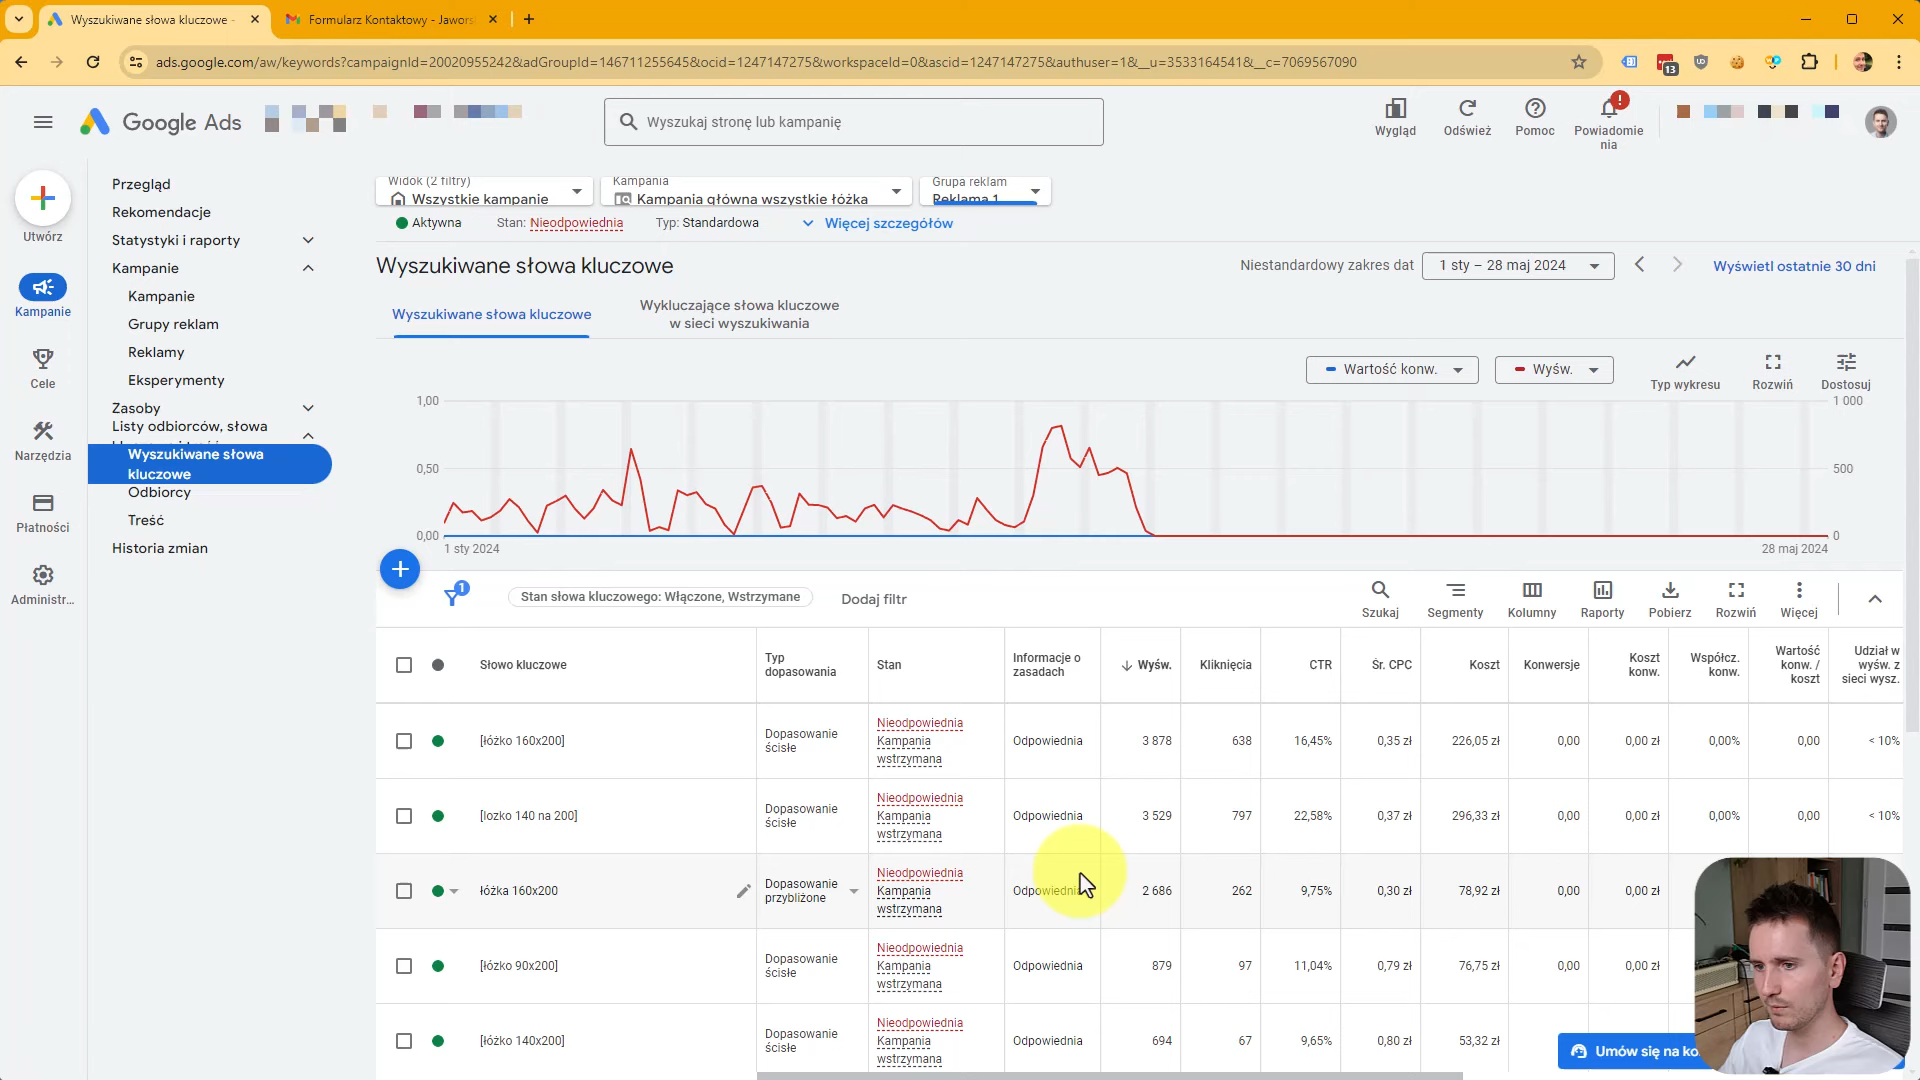 Wyszukiwane słowa kluczowe -
Formularz Kontaktowy - Jawors
ads.google.com/aw/keywords?campaignId=20020955242&adGroupId=146711255645&ocid=1247147275&workspaceId=0&ascid=1247147275&authuser=1&__u=3533164541&__c=7069567090
13
Google Ads
Wyszukaj stronę lub kampanię
Wygląd
Odśwież
Pomoc
Powiadomie
nia
Utwórz
Kampanie
Cele
Narzędzia
Płatności
Administr...
Przegląd
Rekomendacje
Statystyki i raporty
Kampanie
Kampanie
Grupy reklam
Reklamy
Eksperymenty
Zasoby
Listy odbiorców, słowa
Wyszukiwane słowa
kluczowe
Odbiorcy
Treść
Historia zmian
Widok (2 filtry)
Wszystkie kampanie
Kampania
Kampania główna wszystkie łóżka
Grupa reklam
Reklama 1
Aktywna
Stan: Nieodpowiednia
Typ: Standardowa
Więcej szczegółów
Wyszukiwane słowa kluczowe
Niestandardowy zakres dat
1 sty – 28 maj 2024
Wyświetl ostatnie 30 dni
Wyszukiwane słowa kluczowe
Wykluczające słowa kluczowe
w sieci wyszukiwania
Wartość konw.
Wyśw.
Typ wykresu
Rozwiń
Dostosuj
1,00
0,50
0,00
1 000
500
0
1 sty 2024
28 maj 2024
1
Stan słowa kluczowego: Włączone, Wstrzymane
Dodaj filtr
Szukaj
Segmenty
Kolumny
Raporty
Pobierz
Rozwiń
Więcej
Słowo kluczowe
Typ
dopasowania
Stan
Informacje o
zasadach
Wyśw.
Kliknięcia
CTR
Śr. CPC
Koszt
Konwersje
Koszt
konw.
Współcz.
konw.
Wartość
konw. /
koszt
Udział w
wyśw. z
sieci wysz.
[łóżko 160x200]
Dopasowanie
ścisłe
Nieodpowiednia
Kampania
wstrzymana
Odpowiednia
3 878
638
16,45%
0,35 zł
226,05 zł
0,00
0,00 zł
0,00%
0,00
< 10%
[lozko 140 na 200]
Dopasowanie
ścisłe
Nieodpowiednia
Kampania
wstrzymana
Odpowiednia
3 529
797
22,58%
0,37 zł
296,33 zł
0,00
0,00 zł
0,00%
0,00
< 10%
łóżka 160x200
Dopasowanie
przybliżone
Nieodpowiednia
Kampania
wstrzymana
Odpowiednia
2 686
262
9,75%
0,30 zł
78,92 zł
0,00
0,00 zł
[łózko 90x200]
Dopasowanie
ścisłe
Nieodpowiednia
Kampania
wstrzymana
Odpowiednia
879
97
11,04%
0,79 zł
76,75 zł
0,00
0,00 zł
[łóżko 140x200]
Dopasowanie
ścisłe
Nieodpowiednia
Kampania
wstrzymana
Odpowiednia
694
67
9,65%
0,80 zł
53,32 zł
Umów się na ko